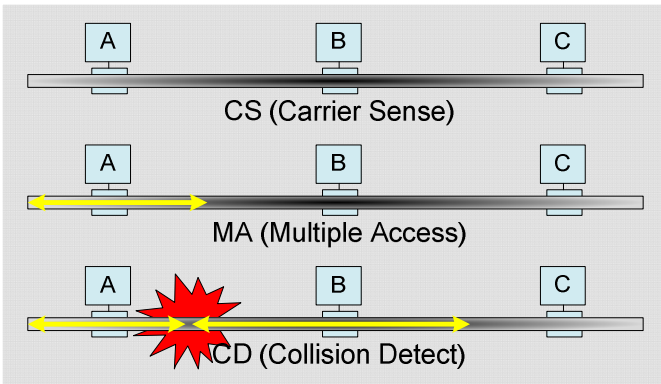 A B C
CS (Carrier Sense)
A B C
MA (Multiple Access)
A B C
CD (Collision Detect)